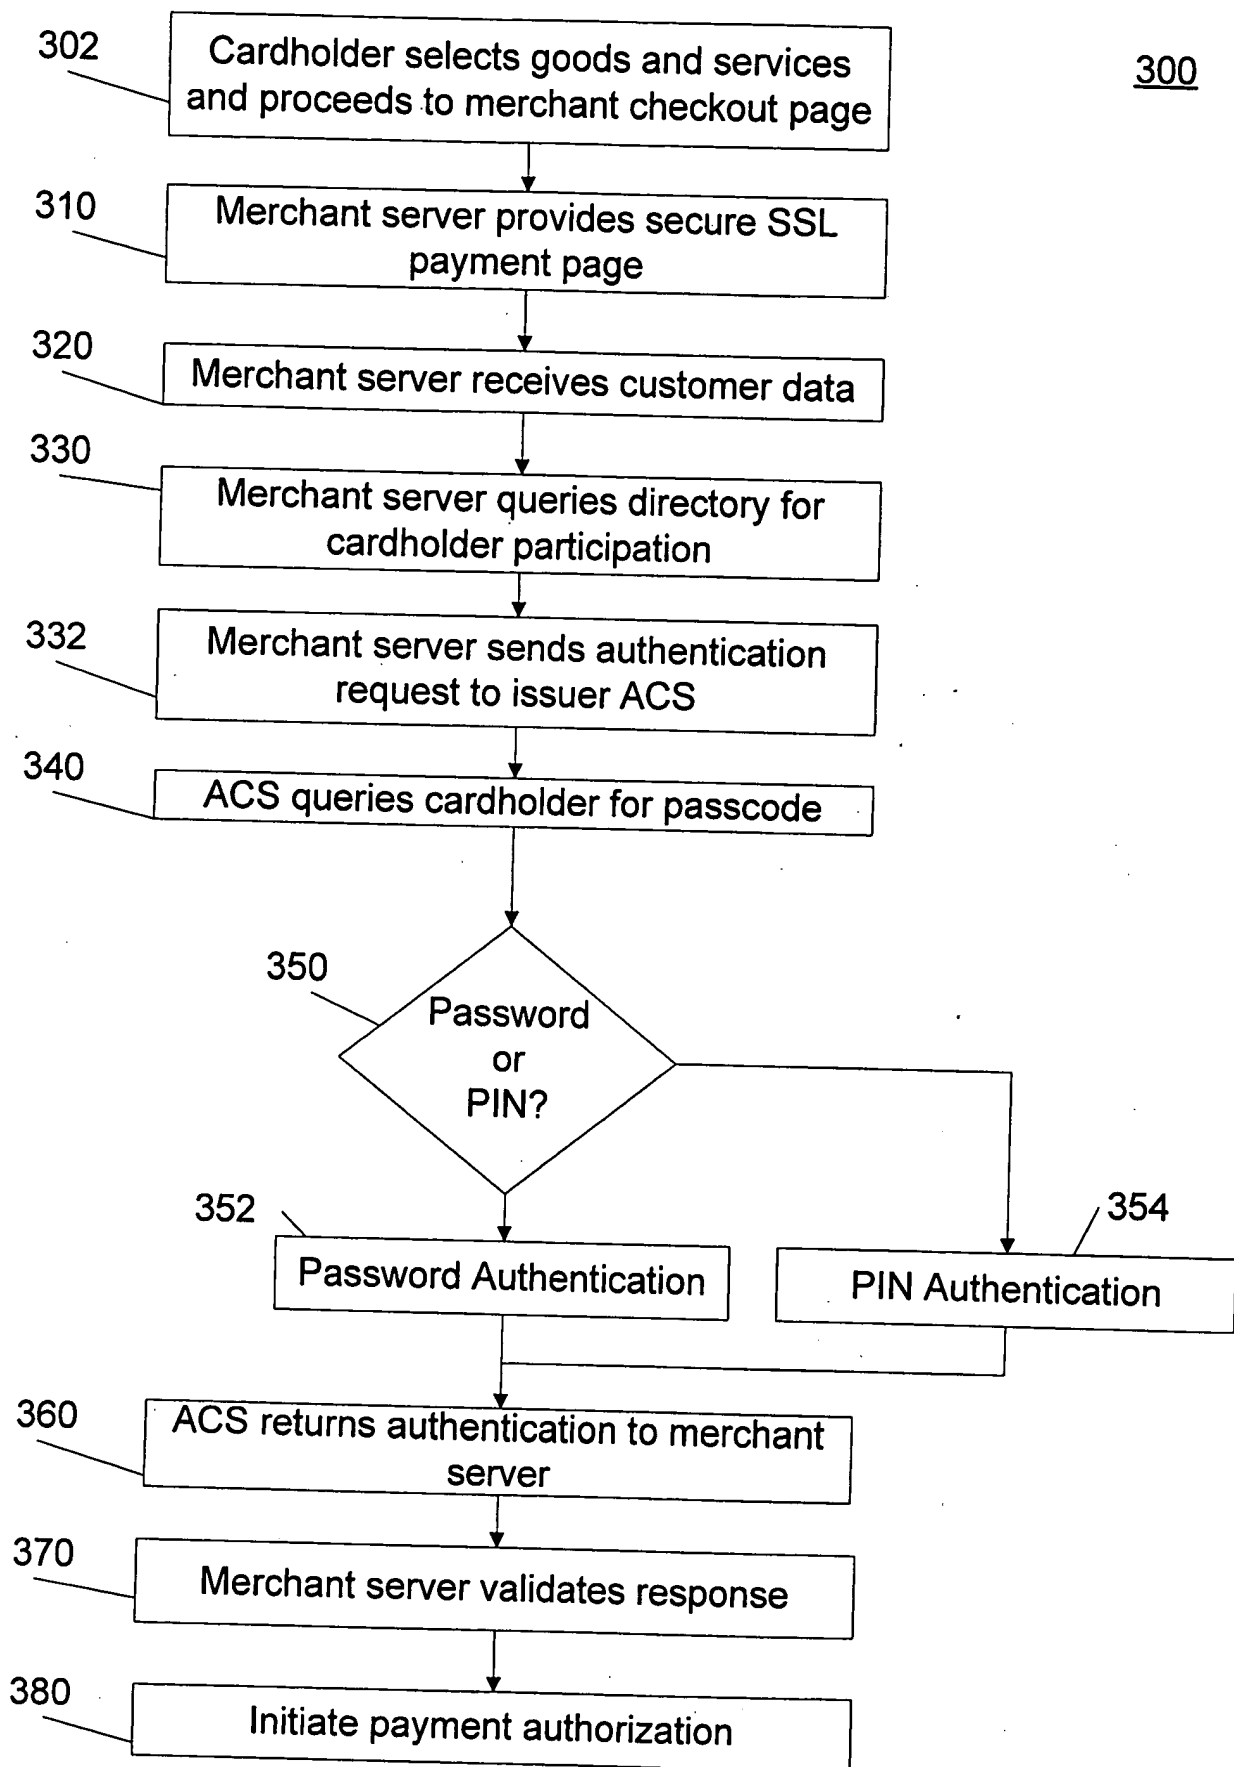 300
302
Cardholder selects goods and services
and proceeds to merchant checkout page
310
Merchant server provides secure SSL
payment page
320
Merchant server receives customer data
330
Merchant server queries directory for
cardholder participation
332
Merchant server sends authentication
request to issuer ACS
340
ACS queries cardholder for passcode
350
Password
or
PIN?
352
Password Authentication
354
PIN Authentication
360
ACS returns authentication to merchant
server
370
Merchant server validates response
380
Initiate payment authorization